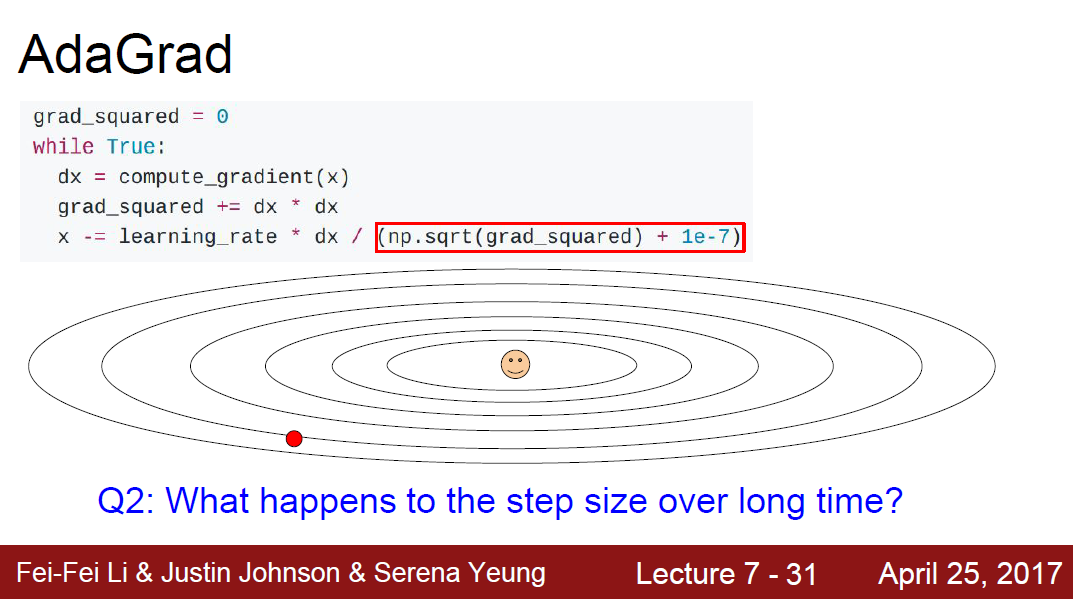 AdaGrad
grad_squared = 0
while True:
  dx = compute_gradient(x)
  grad_squared += dx * dx
  x -= learning_rate * dx / (np.sqrt(grad_squared) + 1e-7)
Q2: What happens to the step size over long time?
Fei-Fei Li & Justin Johnson & Serena Yeung
Lecture 7 - 31
April 25, 2017